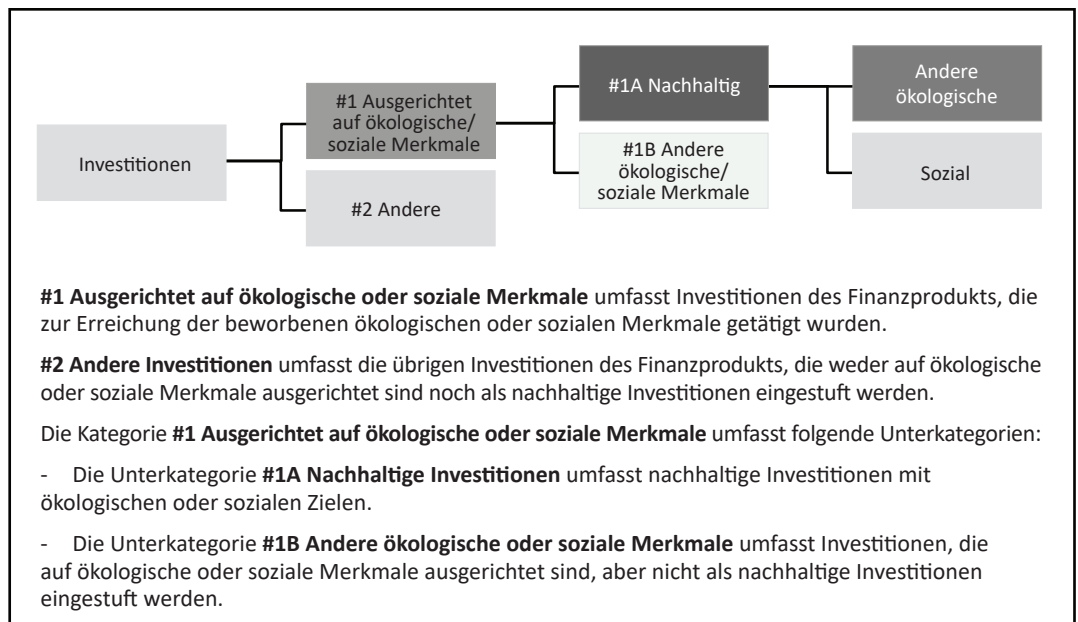 Investitionen
#1 Ausgerichtet
auf ökologische/
soziale Merkmale
#2 Andere
#1A Nachhaltig
#1B Andere
ökologische/
soziale Merkmale
Andere
ökologische
Sozial
#1 Ausgerichtet auf ökologische oder soziale Merkmale umfasst Investitionen des Finanzprodukts, die
zur Erreichung der beworbenen ökologischen oder sozialen Merkmale getätigt wurden.
#2 Andere Investitionen umfasst die übrigen Investitionen des Finanzprodukts, die weder auf ökologische
oder soziale Merkmale ausgerichtet sind noch als nachhaltige Investitionen eingestuft werden.
Die Kategorie #1 Ausgerichtet auf ökologische oder soziale Merkmale umfasst folgende Unterkategorien:
- Die Unterkategorie #1A Nachhaltige Investitionen umfasst nachhaltige Investitionen mit
ökologischen oder sozialen Zielen.
- Die Unterkategorie #1B Andere ökologische oder soziale Merkmale umfasst Investitionen, die
auf ökologische oder soziale Merkmale ausgerichtet sind, aber nicht als nachhaltige Investitionen
eingestuft werden.